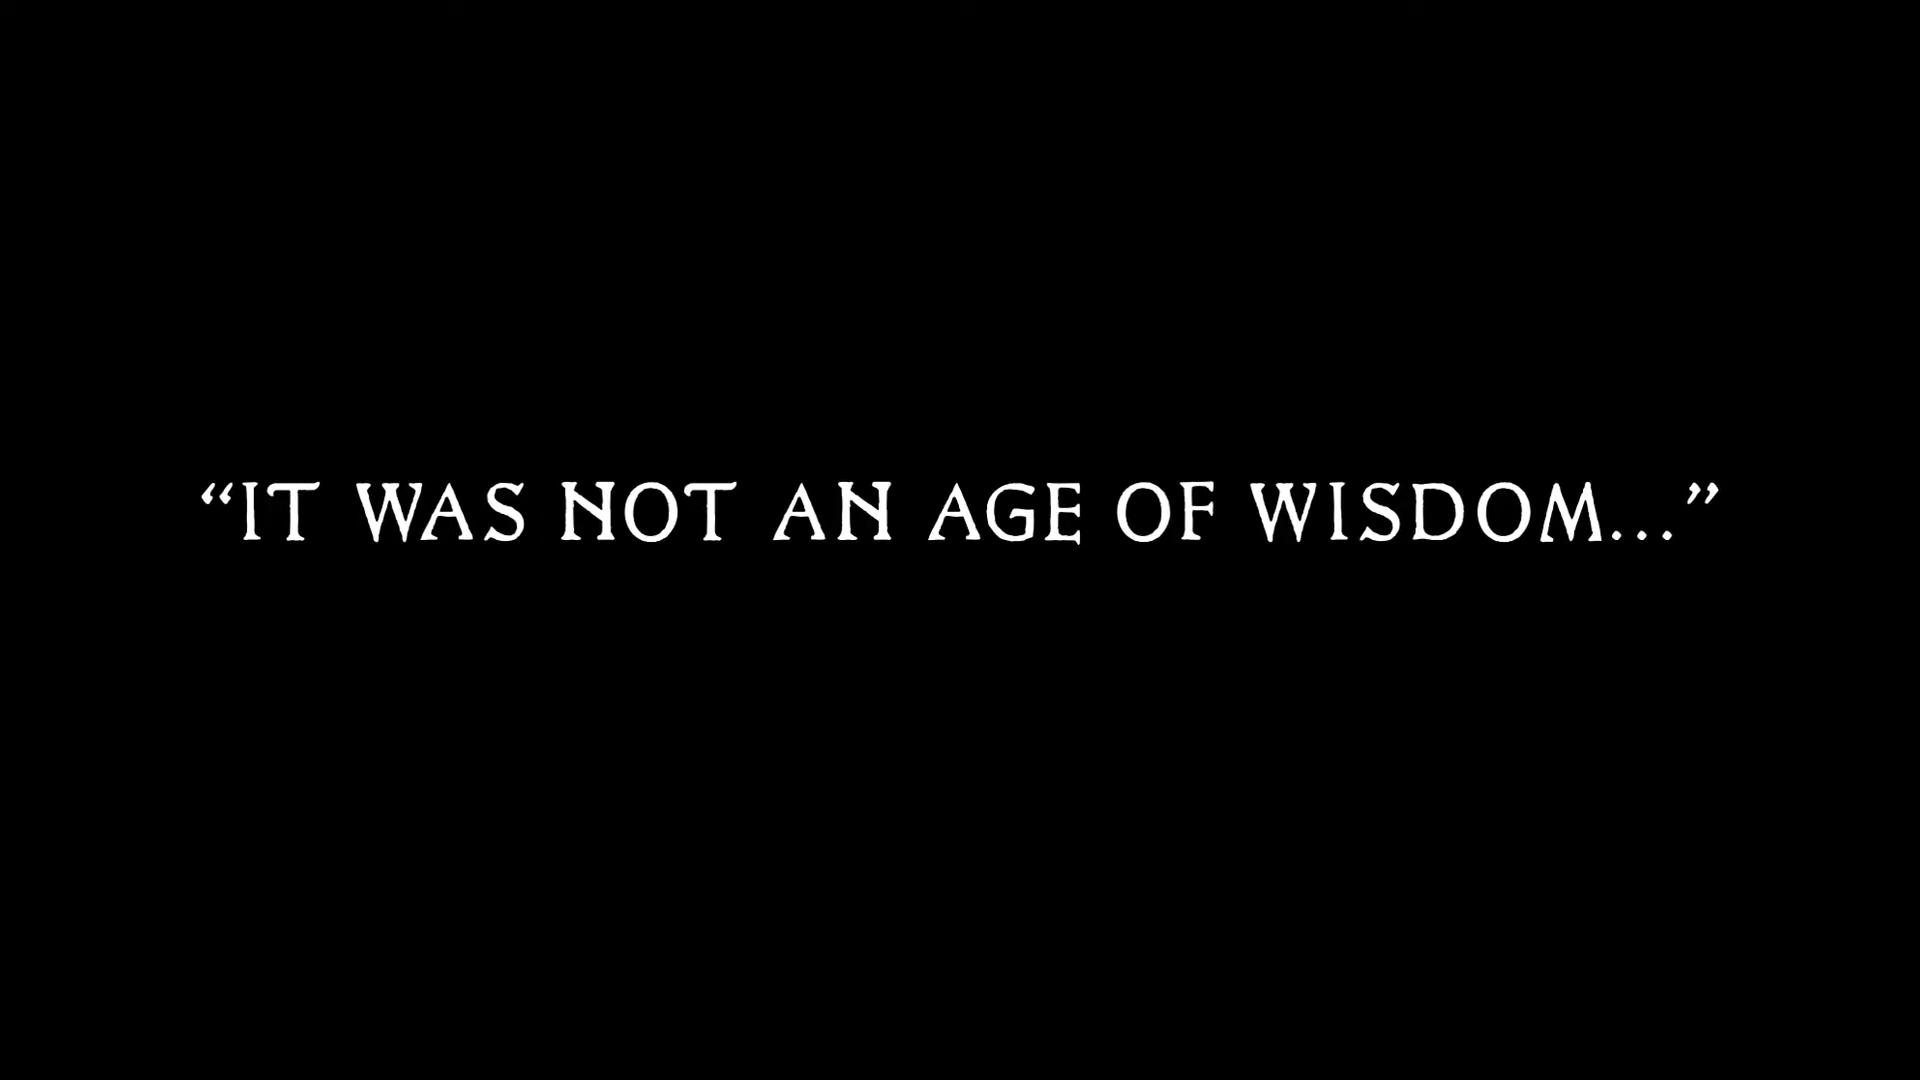 “IT WAS NOT AN AGE OF WISDOM...”